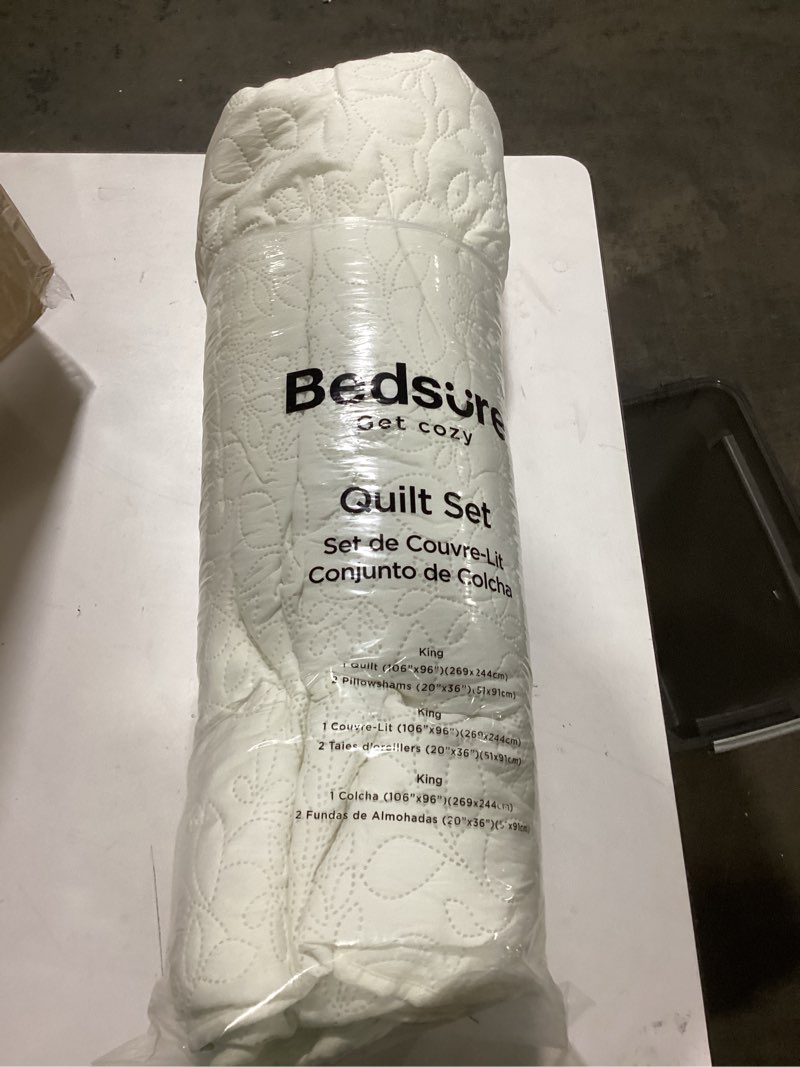 Bedsure
Get cozy
Quilt Set
Set de Couvre-Lit
Conjunto de Colcha
King
1 Quilt (106"x96")(269x244cm)
2 Pillowshams (20"x36")(51x91cm)
King
1 Couvre-Lit (106"x96")(269x244cm)
2 Taies d'oreillers (20"x36")(51x91cm)
King
1 Colcha (106"x96")(269x244cm)
2 Fundas de Almohadas (20"x36")(51x91cm)